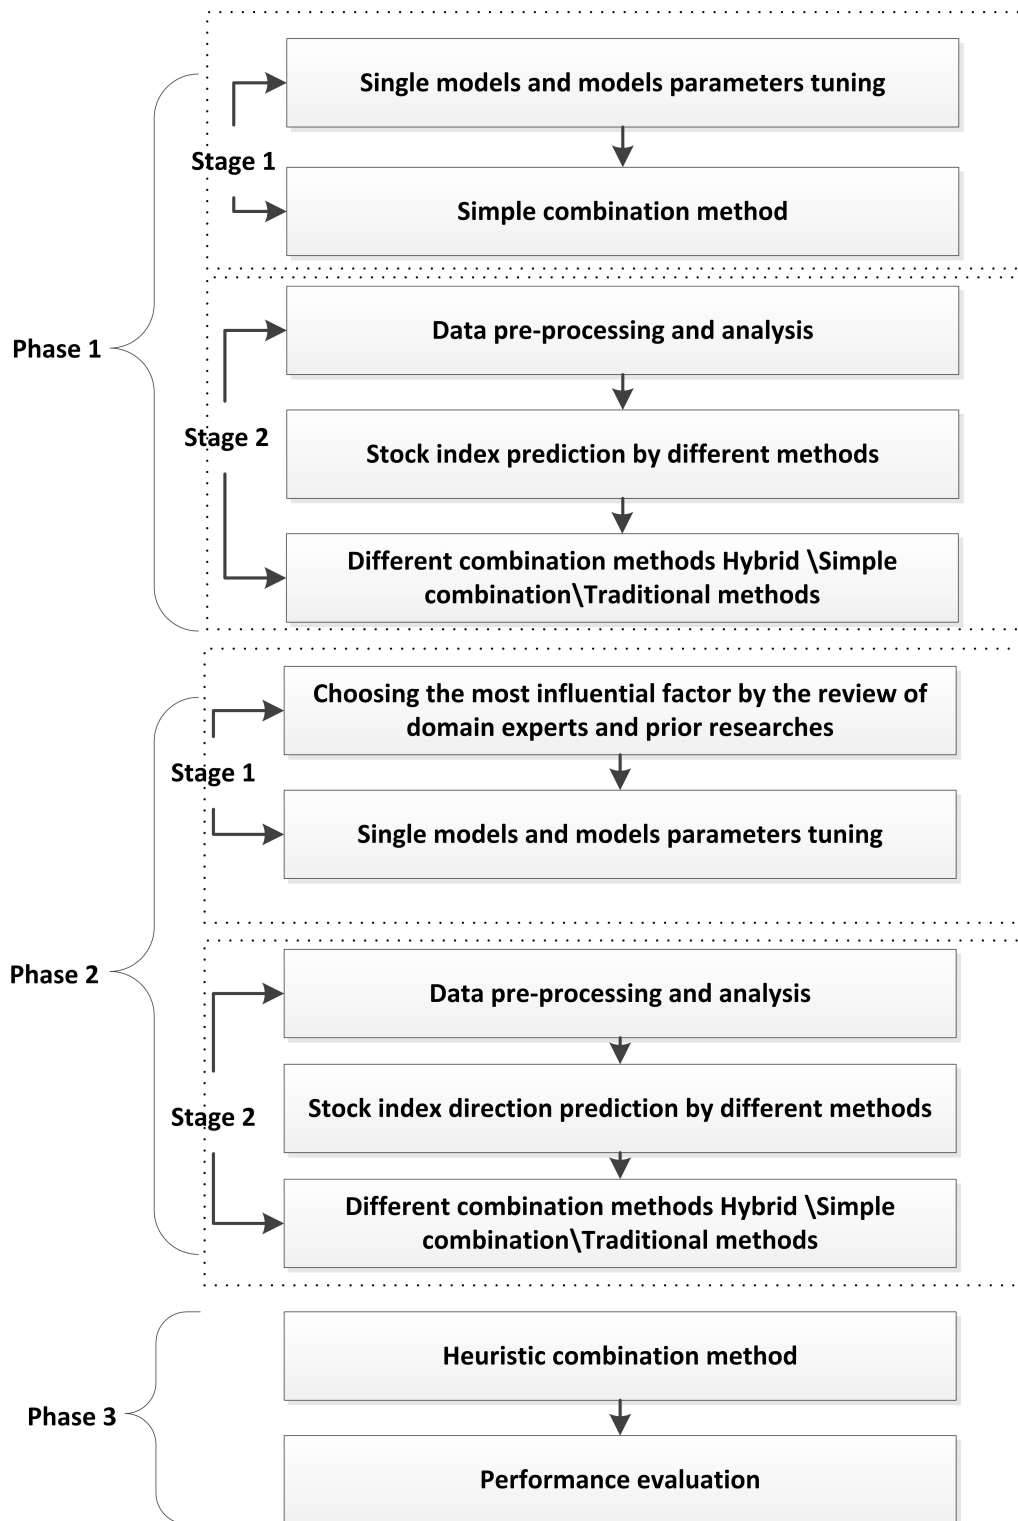 Single models and models parameters tuning
Stage 1
Simple combination method
Phase 1
Data pre-processing and analysis
Stage 2
Stock index prediction by different methods
Different combination methods Hybrid \Simple
combination\Traditional methods
Choosing the most influential factor by the review of
domain experts and prior researches
Stage 1
Single models and models parameters tuning
Phase 2
Data pre-processing and analysis
Stage 2
Stock index direction prediction by different methods
Different combination methods Hybrid \Simple
combination\Traditional methods
Heuristic combination method
Phase 3
Performance evaluation